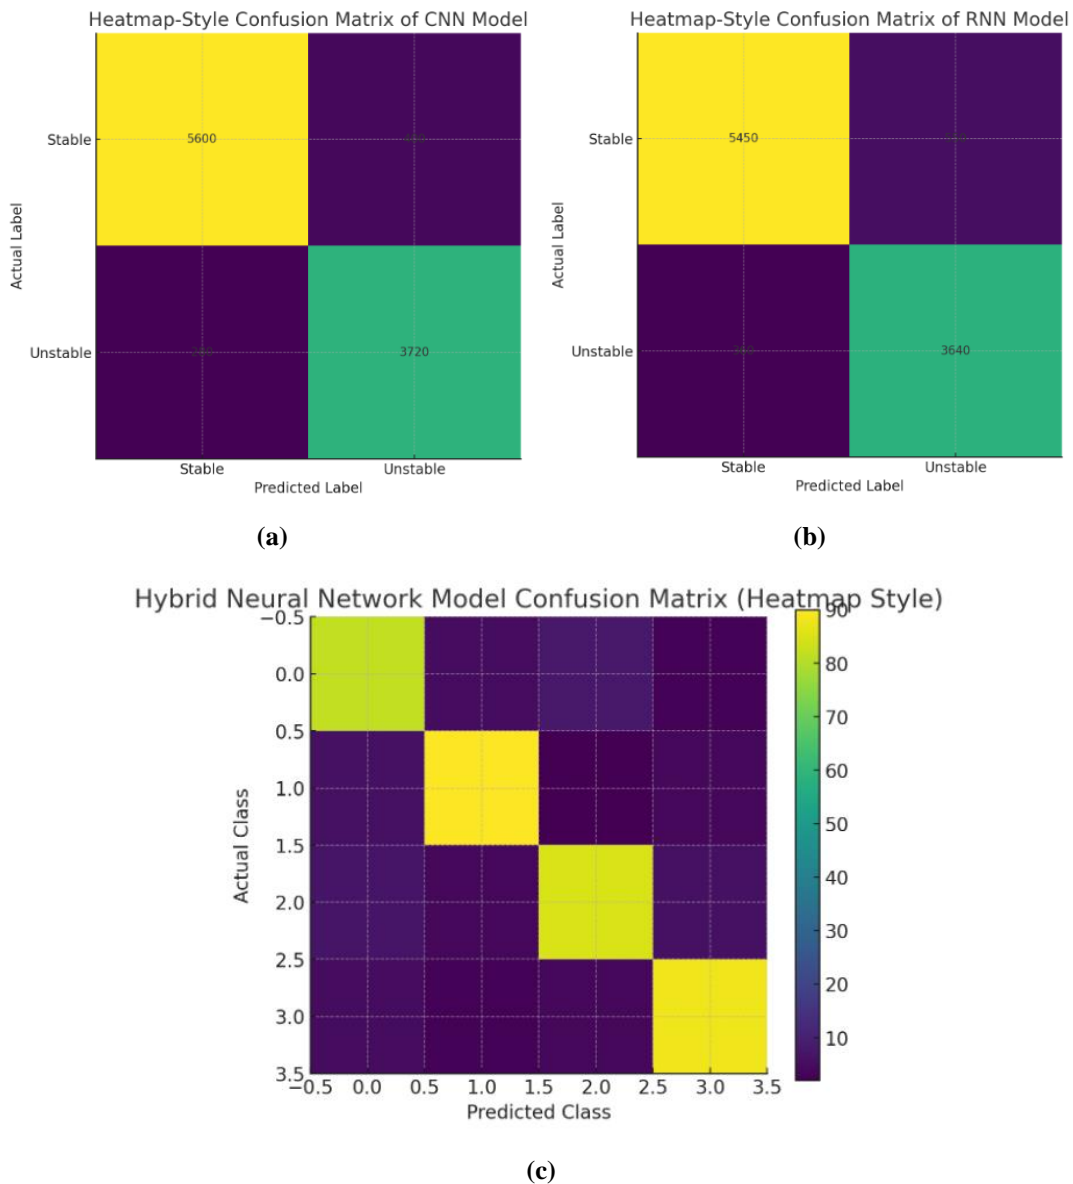 Heatmap-Style Confusion Matrix of CNN Model
Stable
Unstable
Actual Label
5600
3720
Stable
Unstable
Predicted Label
(a)
Heatmap-Style Confusion Matrix of RNN Model
Stable
Unstable
Actual Label
5450
3640
Stable
Unstable
Predicted Label
(b)
Hybrid Neural Network Model Confusion Matrix (Heatmap Style)
−0.5
0.0
0.5
1.0
1.5
2.0
2.5
3.0
3.5
Actual Class
−0.5 0.0 0.5 1.0 1.5 2.0 2.5 3.0 3.5
Predicted Class
90
80
70
60
50
40
30
20
10
(c)